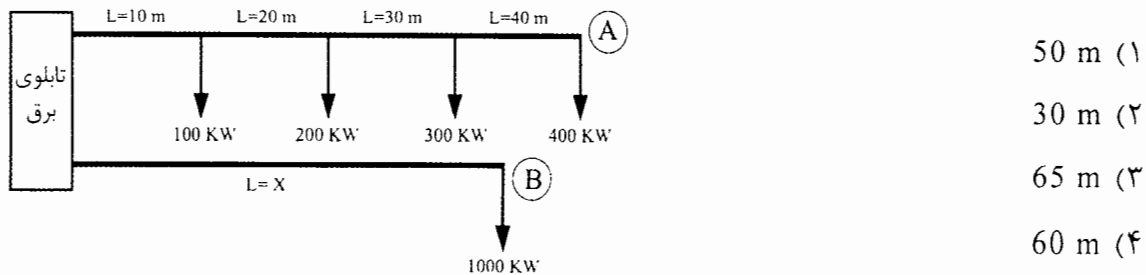 L=10 m L=20 m L=30 m L=40 m
A
تابلوی
برق
100 KW 200 KW 300 KW 400 KW
B
L= X
1000 KW
50 m (۱
30 m (۲
65 m (۳
60 m (۴